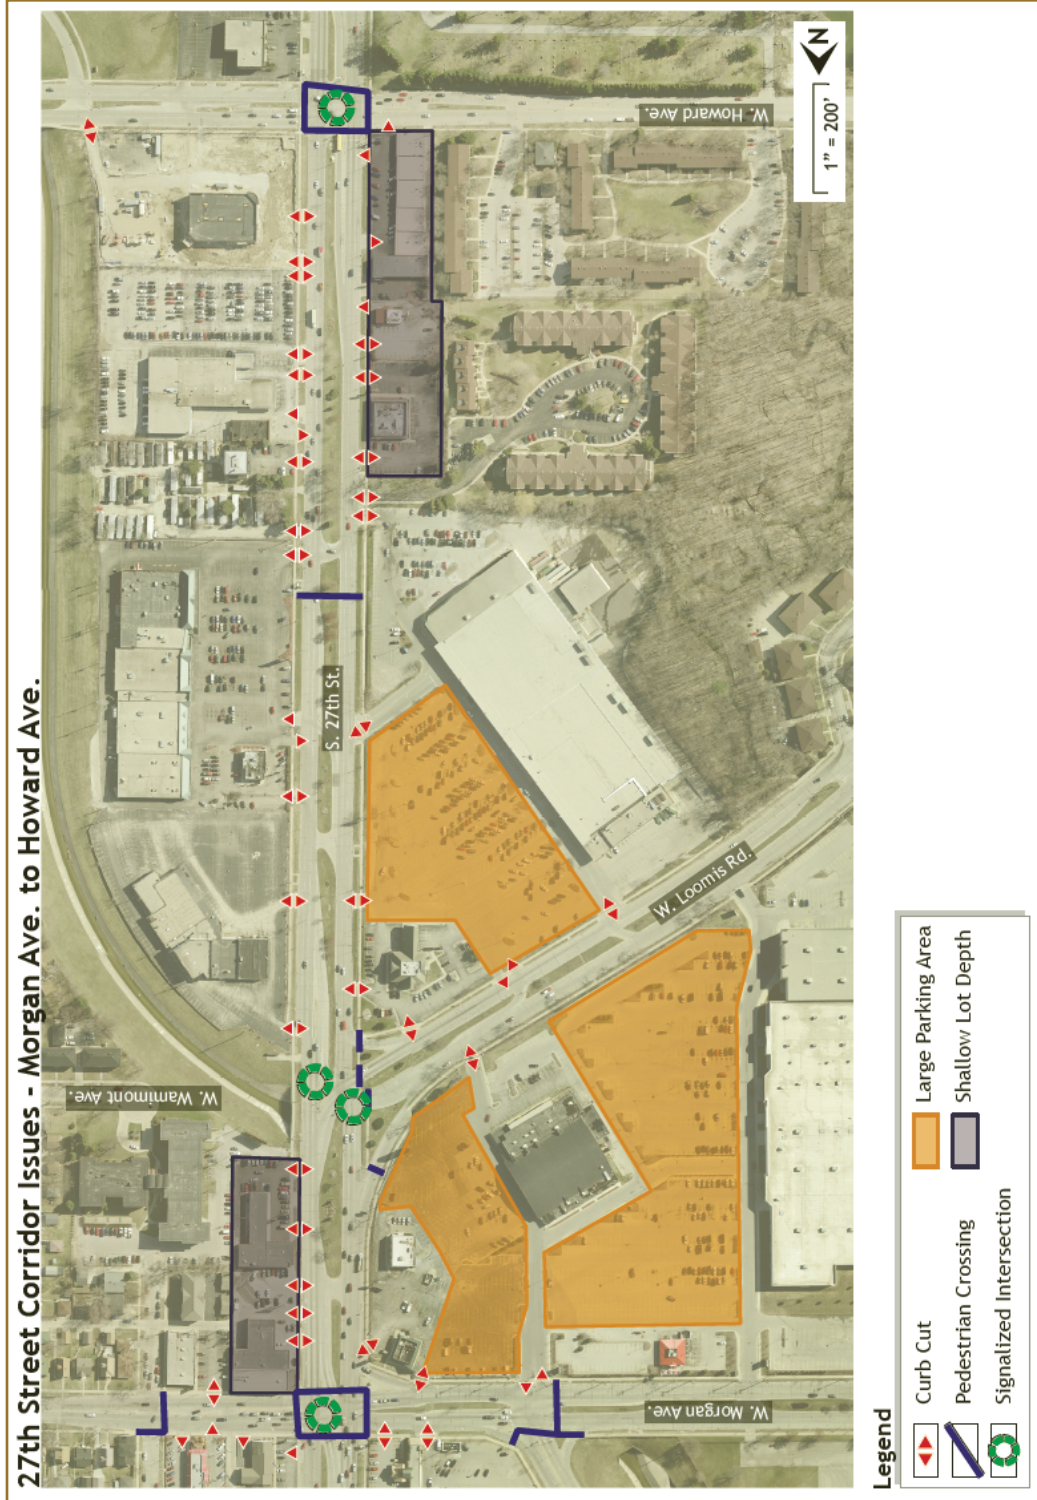 27th Street Corridor Issues - Morgan Ave. to Howard Ave.
W. Wamimont Ave.
S. 27th St.
W. Howard Ave.
W. Loomis Rd.
W. Morgan Ave.
N
1" = 200'
Legend
Curb Cut
Pedestrian Crossing
Signalized Intersection
Large Parking Area
Shallow Lot Depth